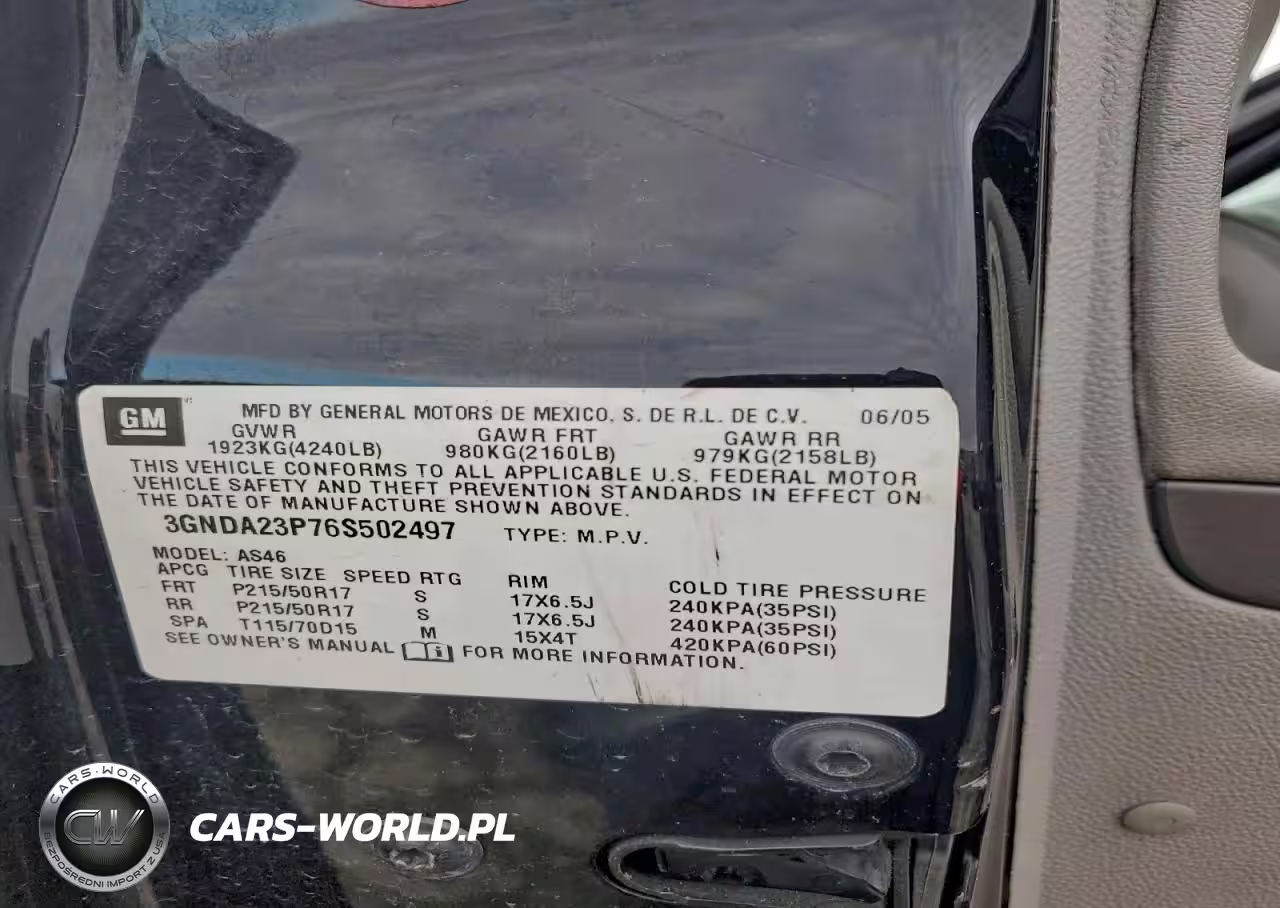 GM
MFD BY GENERAL MOTORS DE MEXICO, S. DE R.L. DE C.V. 06/05
GVWR GAWR FRT GAWR RR
1923KG(4240LB) 980KG(2160LB) 979KG(2158LB)
THIS VEHICLE CONFORMS TO ALL APPLICABLE U.S. FEDERAL MOTOR
VEHICLE SAFETY AND THEFT PREVENTION STANDARDS IN EFFECT ON
THE DATE OF MANUFACTURE SHOWN ABOVE.
3GNDA23P76S502497 TYPE: M.P.V.
MODEL: AS46
APCG TIRE SIZE SPEED RTG RIM COLD TIRE PRESSURE
FRT P215/50R17 S 17X6.5J 240KPA(35PSI)
RR P215/50R17 S 17X6.5J 240KPA(35PSI)
SPA T115/70D15 M 15X4T 420KPA(60PSI)
SEE OWNER'S MANUAL i FOR MORE INFORMATION.
CARS-WORLD
CW
BEZPOŚREDNI IMPORT Z USA
CARS-WORLD.PL